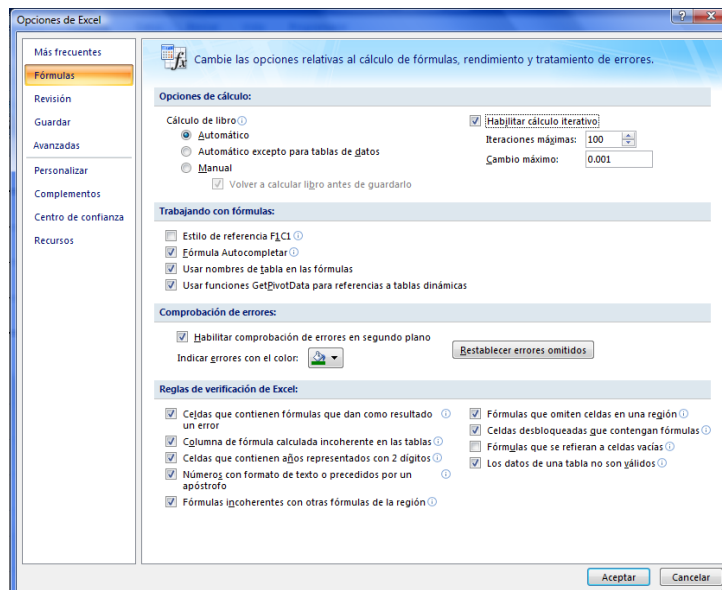 Opciones de Excel
Más frecuentes
Fórmulas
Revisión
Guardar
Avanzadas
Personalizar
Complementos
Centro de confianza
Recursos
Cambie las opciones relativas al cálculo de fórmulas, rendimiento y tratamiento de errores.
Opciones de cálculo:
Cálculo de libro
Automático
Automático excepto para tablas de datos
Manual
Volver a calcular libro antes de guardarlo
Habilitar cálculo iterativo
Iteraciones máximas: 100
Cambio máximo: 0.001
Trabajando con fórmulas:
Estilo de referencia F1C1
Fórmula Autocompletar
Usar nombres de tabla en las fórmulas
Usar funciones GetPivotData para referencias a tablas dinámicas
Comprobación de errores:
Habilitar comprobación de errores en segundo plano
Indicar errores con el color:
Restablecer errores omitidos
Reglas de verificación de Excel:
Celdas que contienen fórmulas que dan como resultado
un error
Columna de fórmula calculada incoherente en las tablas
Celdas que contienen años representados con 2 dígitos
Números con formato de texto o precedidos por un
apóstrofo
Fórmulas incoherentes con otras fórmulas de la región
Fórmulas que omiten celdas en una región
Celdas desbloqueadas que contengan fórmulas
Fórmulas que se refieran a celdas vacías
Los datos de una tabla no son válidos
Aceptar
Cancelar